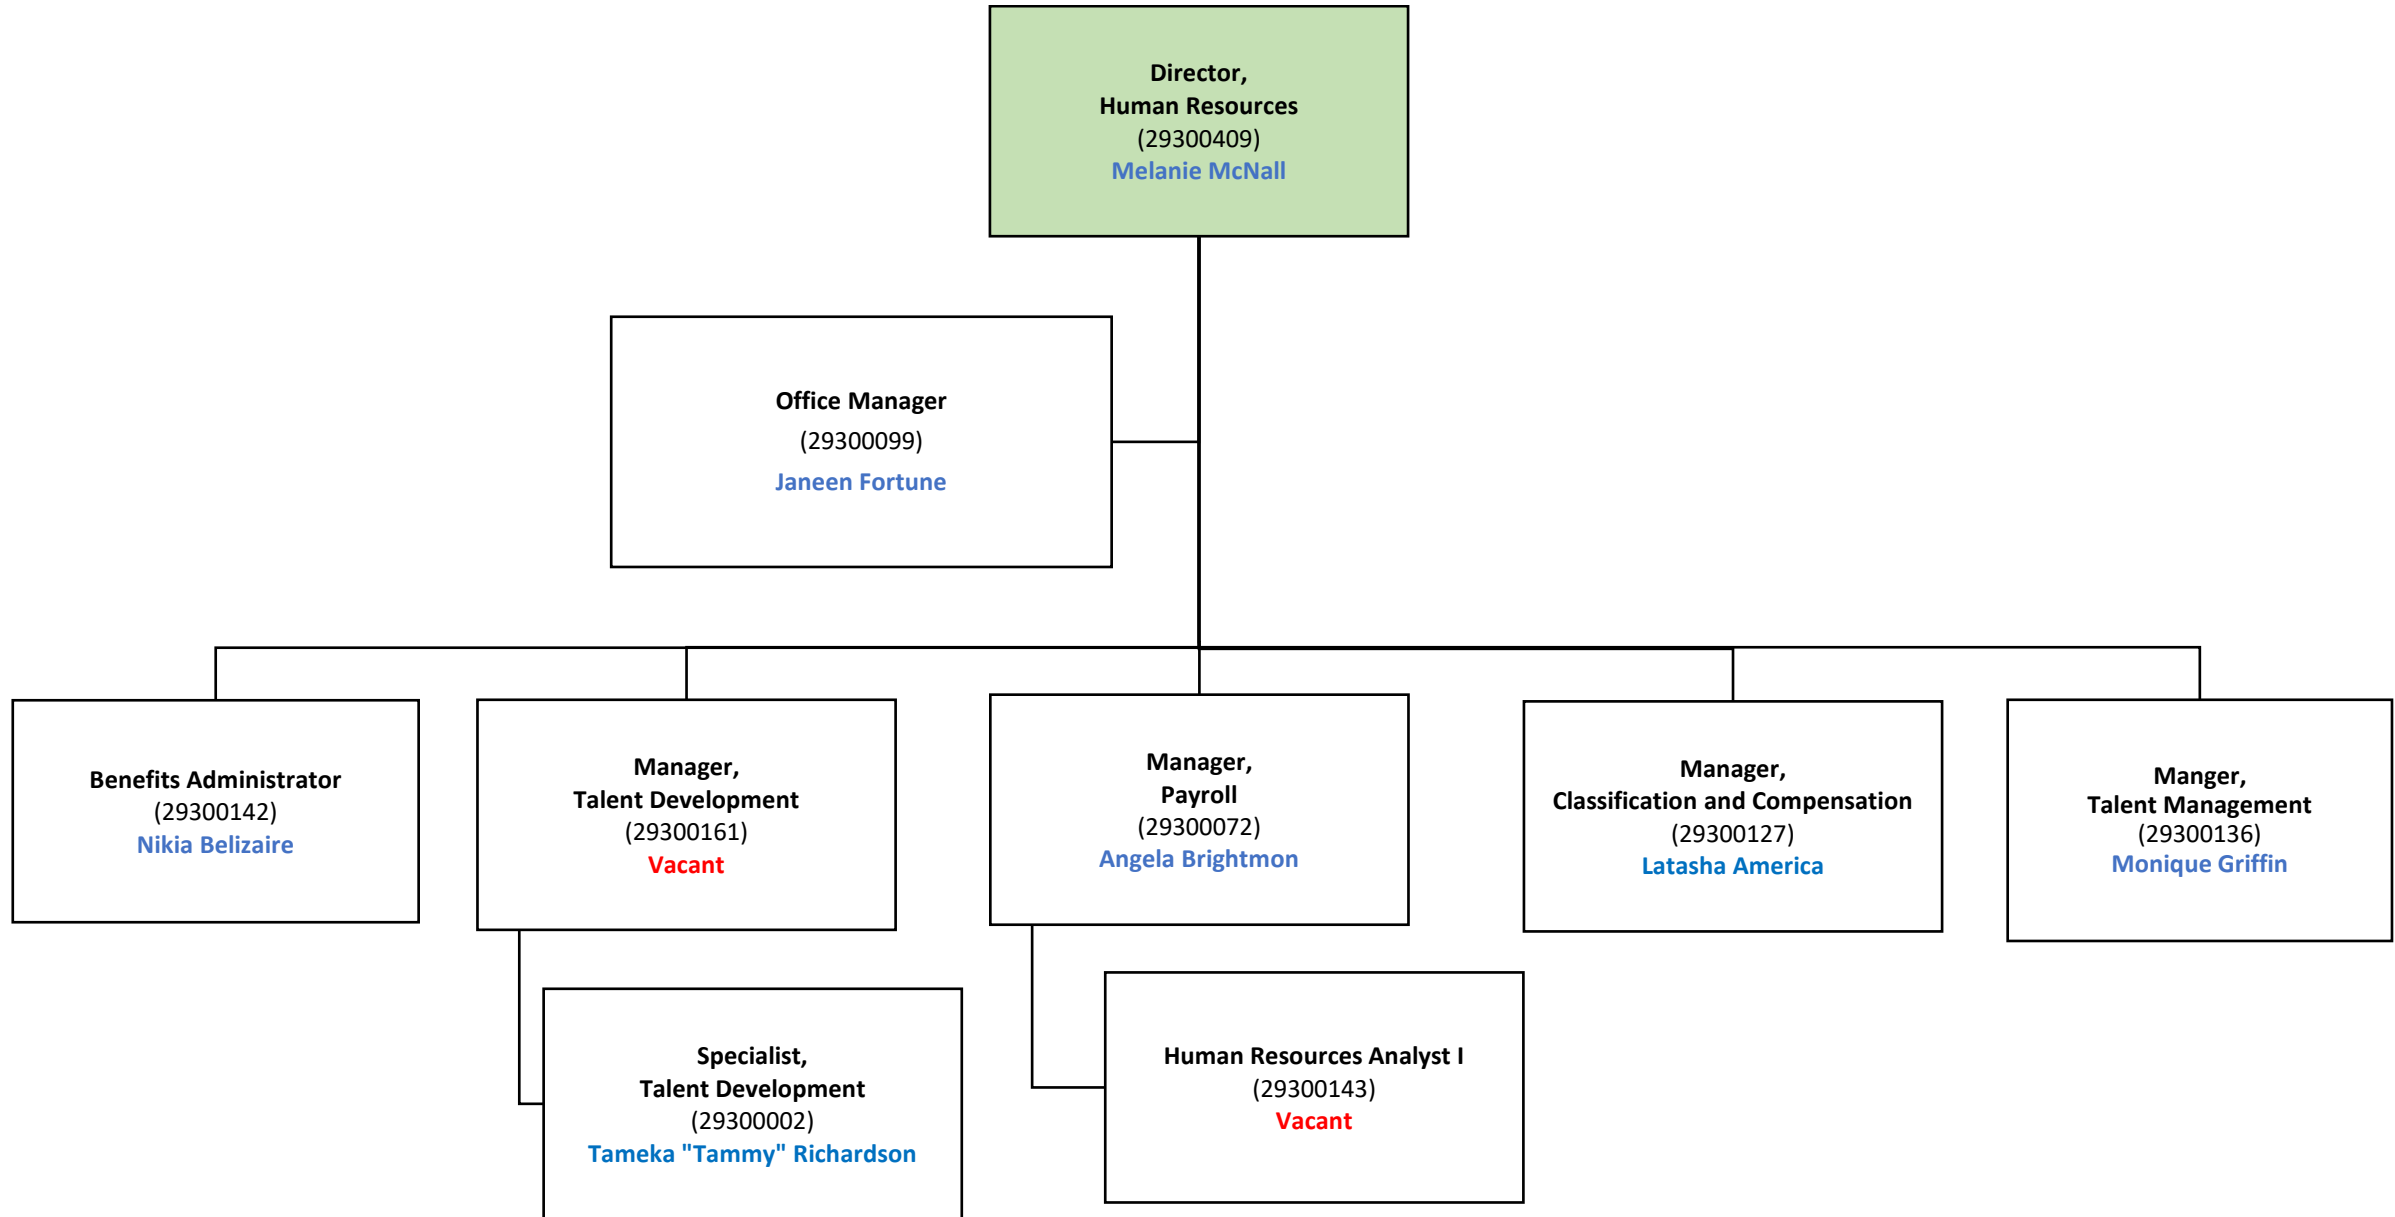 Director,
Human Resources
(29300409)
Melanie McNall
Office Manager
(29300099)
Janeen Fortune
Benefits Administrator
(29300142)
Nikia Belizaire
Manager,
Talent Development
(29300161)
Vacant
Manager,
Payroll
(29300072)
Angela Brightmon
Manager,
Classification and Compensation
(29300127)
Latasha America
Manger,
Talent Management
(29300136)
Monique Griffin
Specialist,
Talent Development
(29300002)
Tameka "Tammy" Richardson
Human Resources Analyst I
(29300143)
Vacant